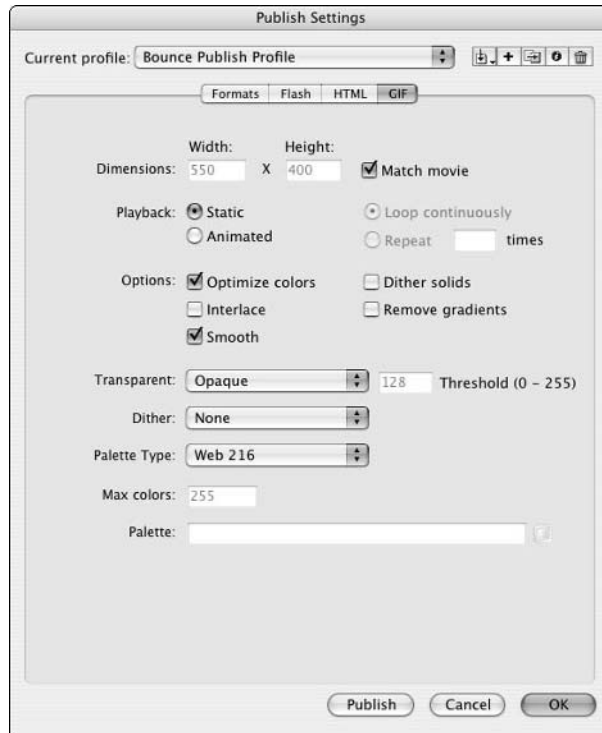 Publish Settings
Current profile: Bounce Publish Profile
Formats Flash HTML GIF
Width: Height:
Dimensions: 550 X 400 Match movie
Playback: Static Loop continuously
Animated Repeat times
Options: Optimize colors Dither solids
Interlace Remove gradients
Smooth
Transparent: Opaque 128 Threshold (0 - 255)
Dither: None
Palette Type: Web 216
Max colors: 255
Palette:
Publish Cancel OK